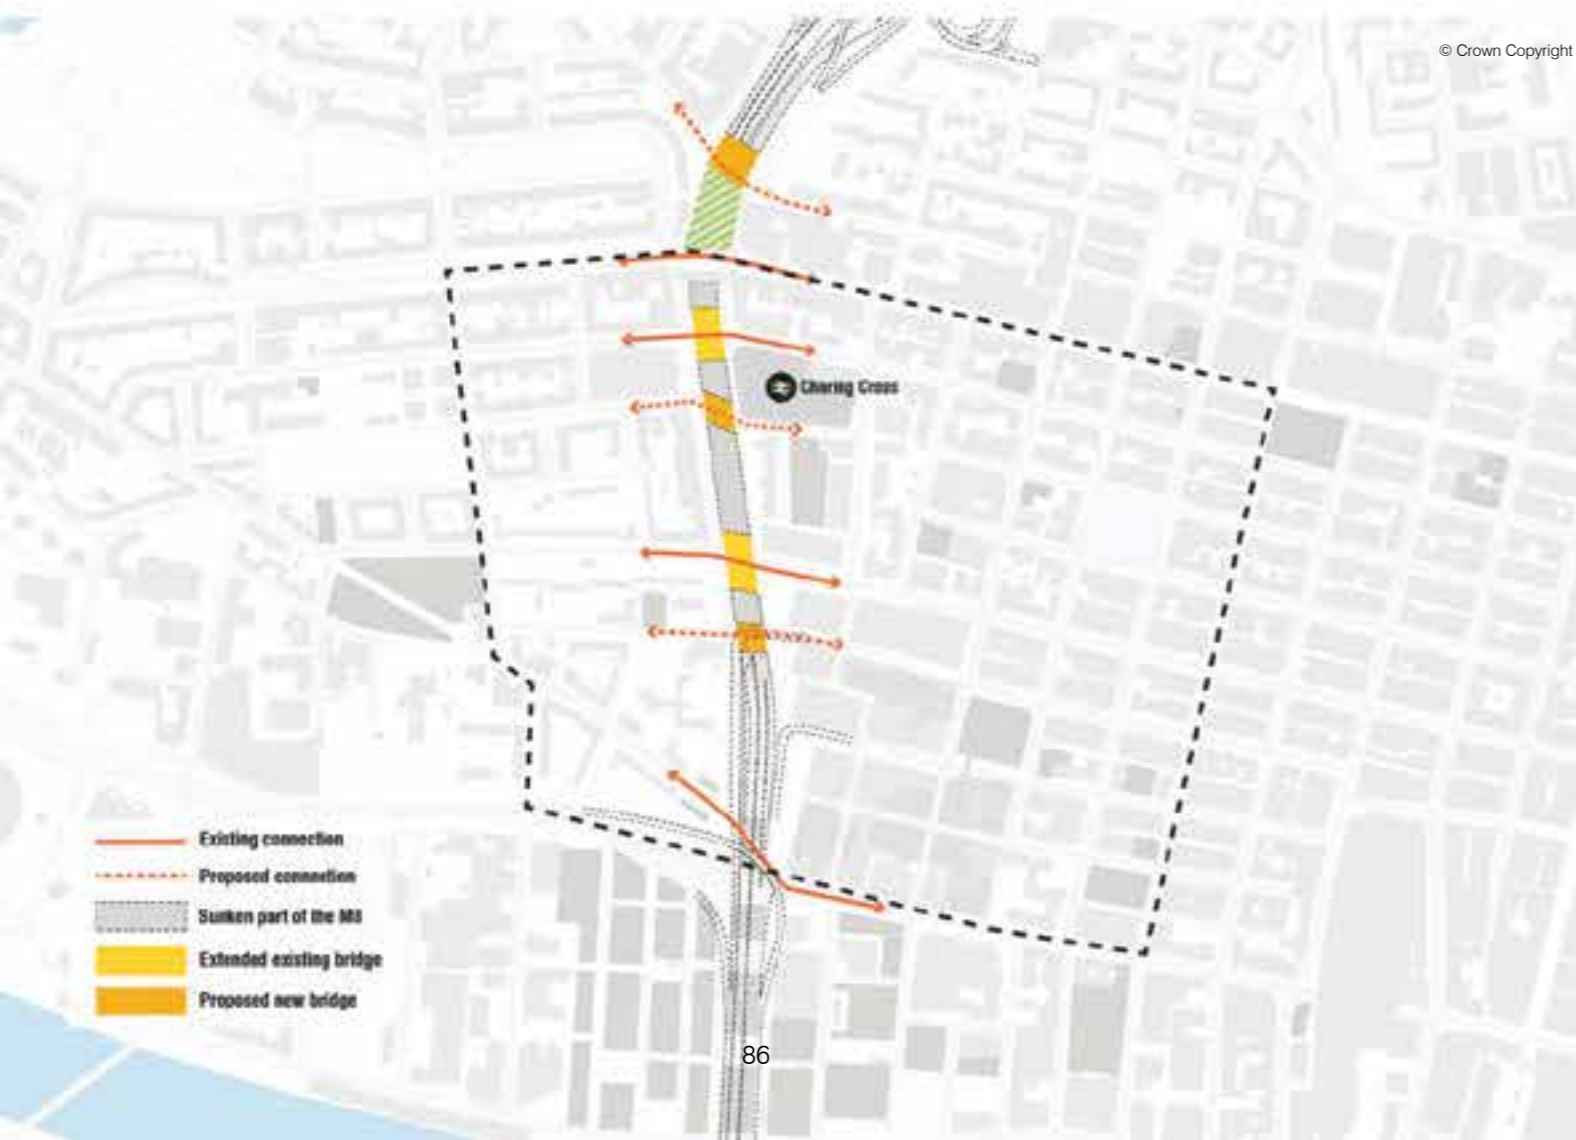 © Crown Copyright
Charing Cross
Existing connection
Proposed connection
Sunken part of the M8
Extended existing bridge
Proposed new bridge
86